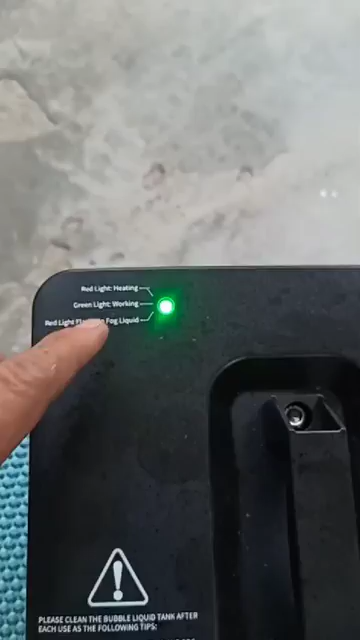 Red Light: Heating
Green Light: Working
Red Light Fog Liquid
PLEASE CLEAN THE BUBBLE LIQUID TANK AFTER
EACH USE AS THE FOLLOWING TIPS: